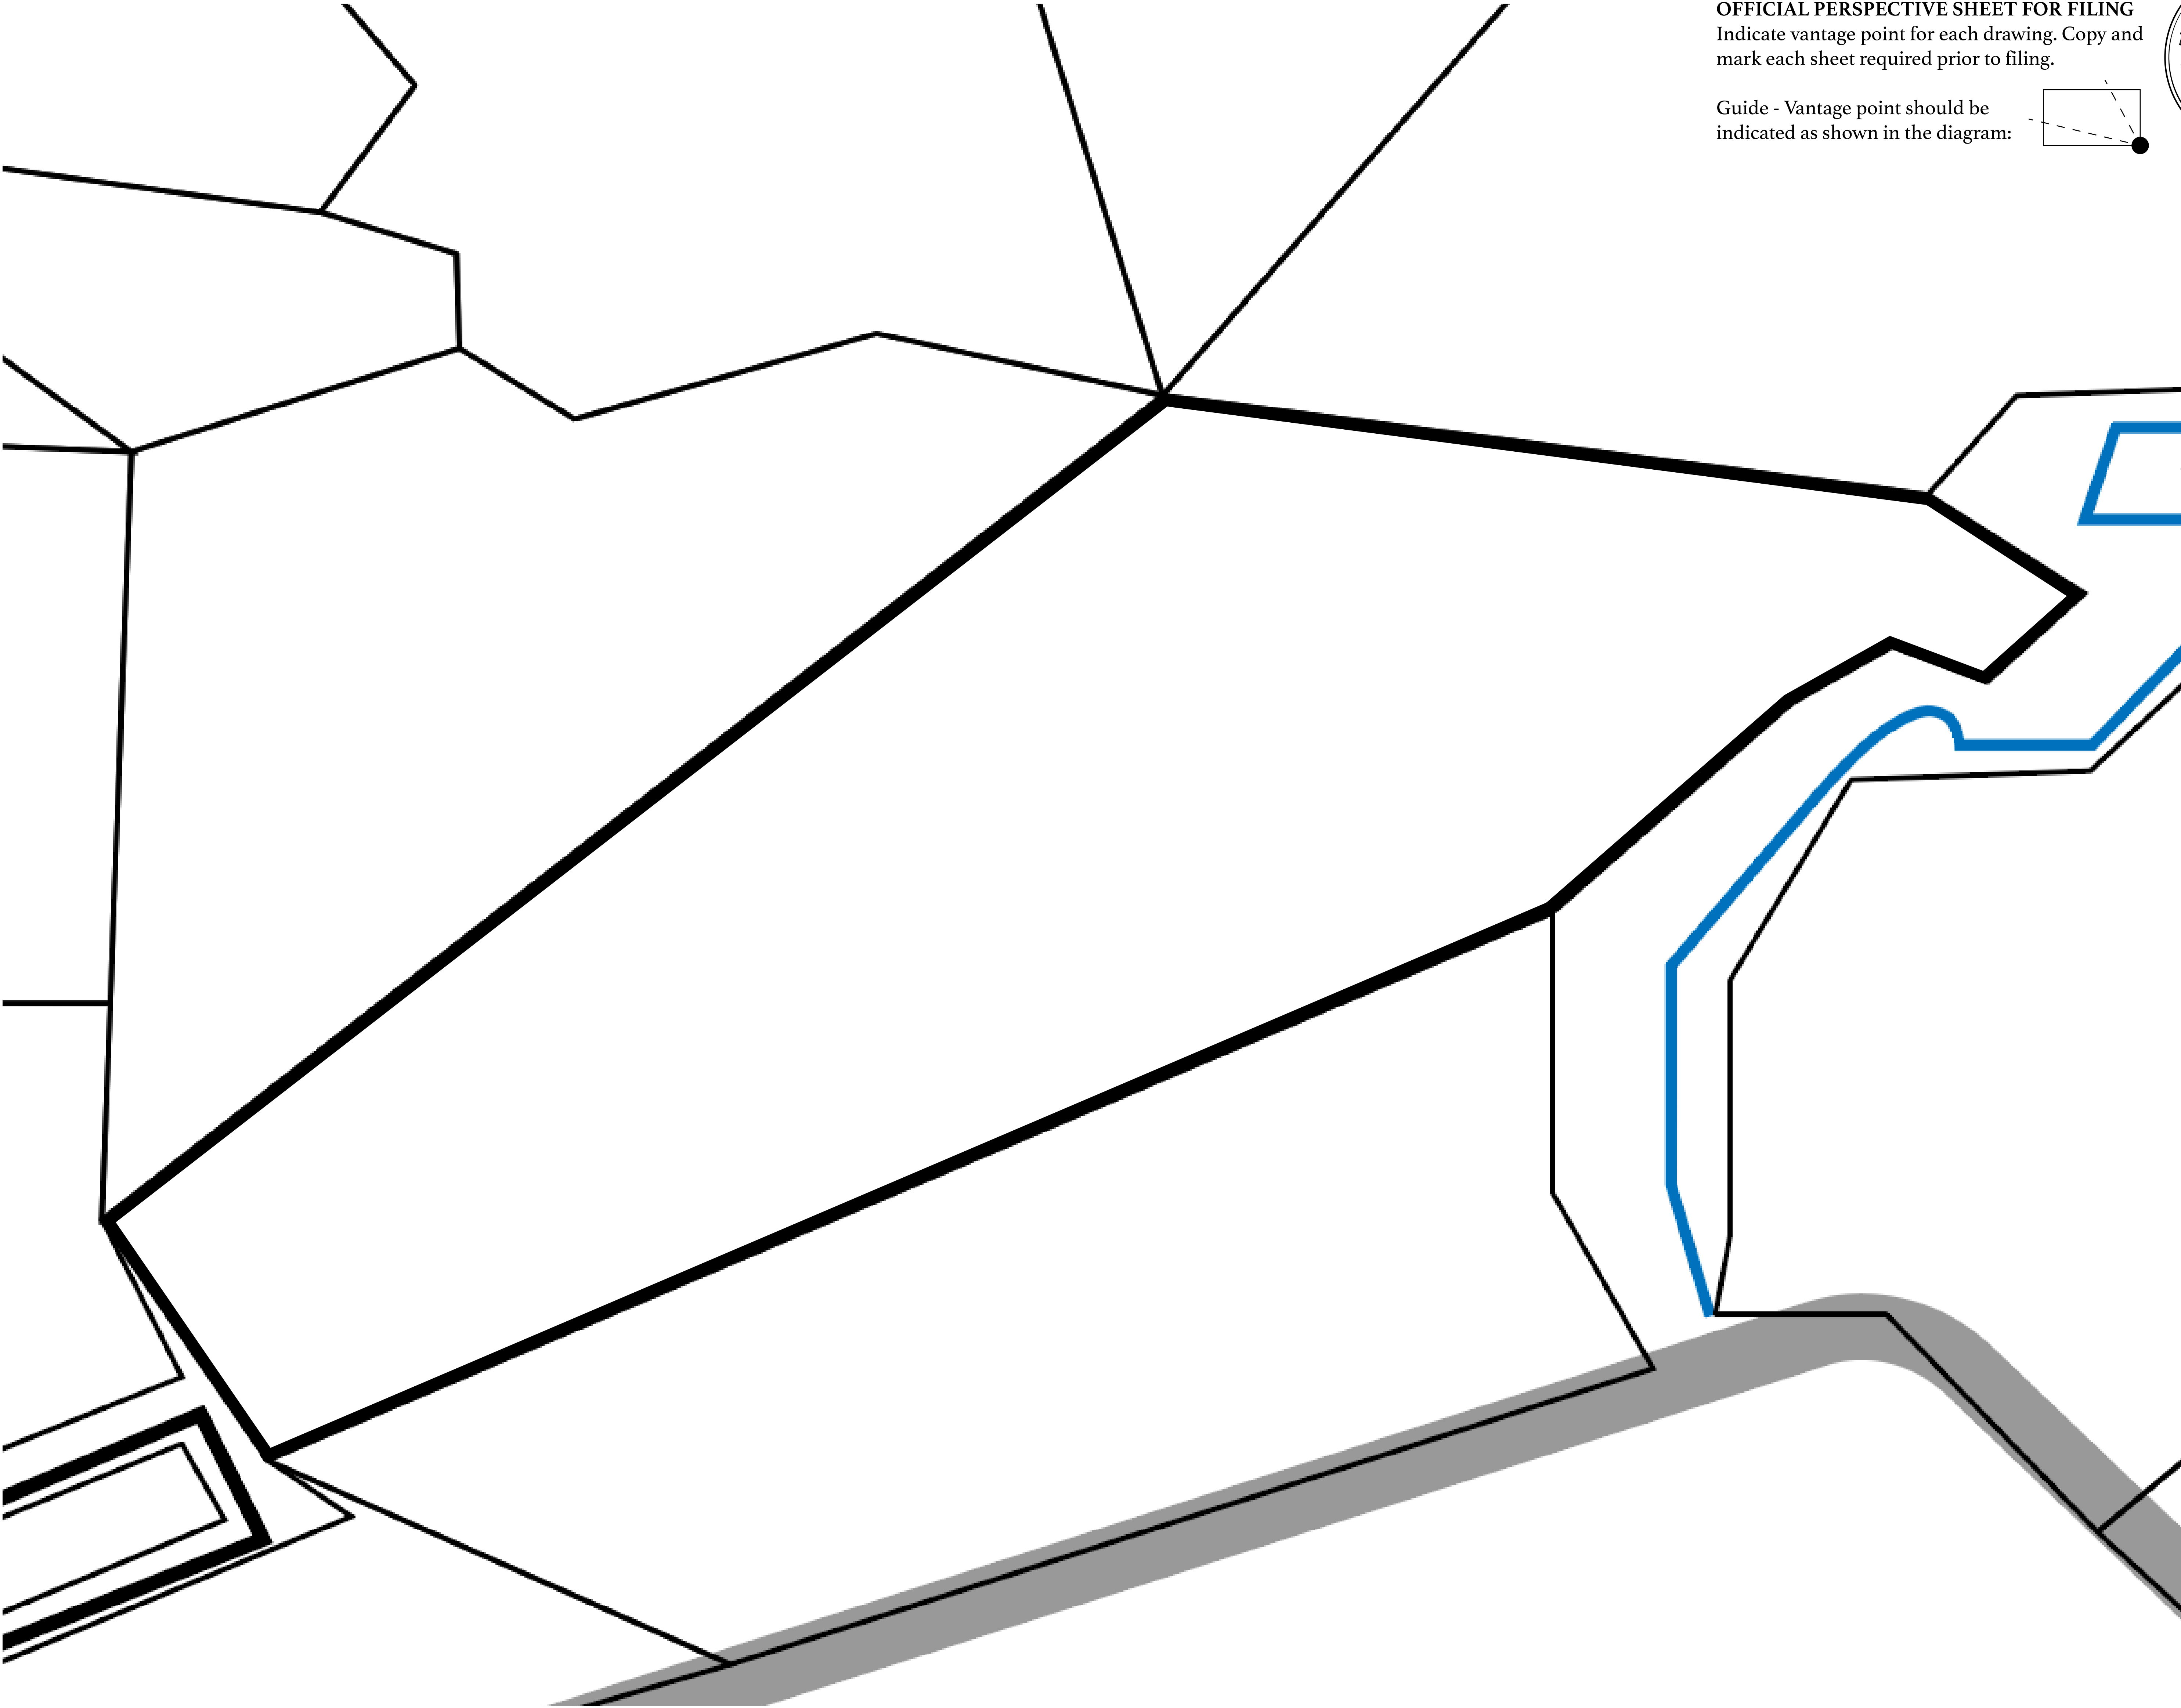 OFFICIAL PERSPECTIVE SHEET FOR FILING
Indicate vantage point for each drawing. Copy and
mark each sheet required prior to filing.
Guide - Vantage point should be
indicated as shown in the diagram: